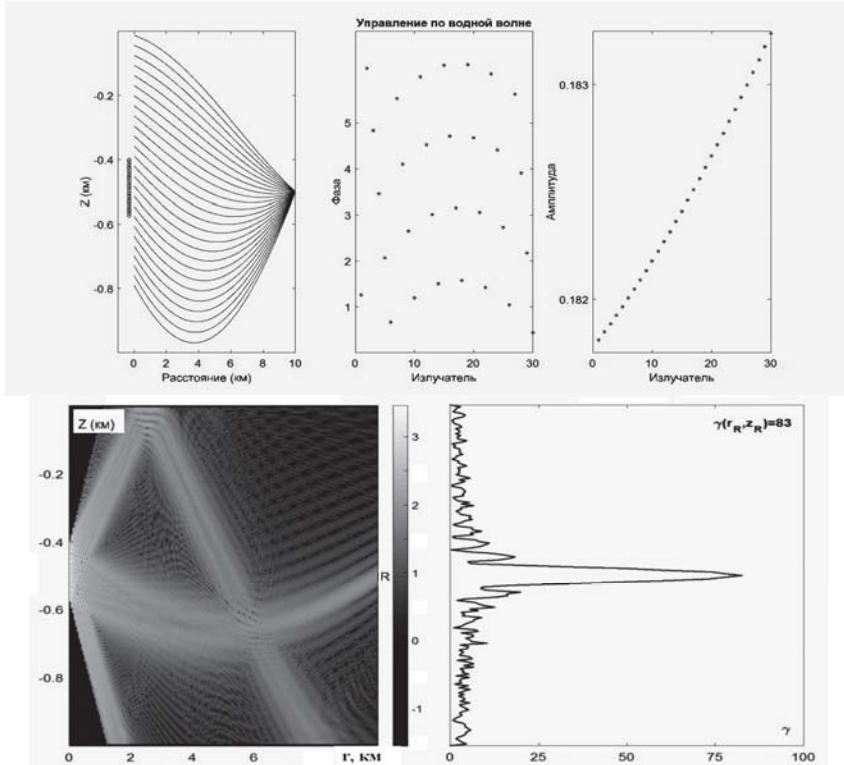 Управление по водной волне
-0.2
-0.4
-0.6
-0.8
Z (км)
0 2 4 6 8 10
Расстояние (км)
5
4
3
2
1
Фаза
0 10 20 30
Излучатель
0.183
0.182
Амплитуда
0 10 20 30
Излучатель
Z (км)
-0.2
-0.4
-0.6
-0.8
0 2 4 6 r, км
R
3
2
1
0
-1
γ(r_R,z_R)=83
γ
0 25 50 75 100